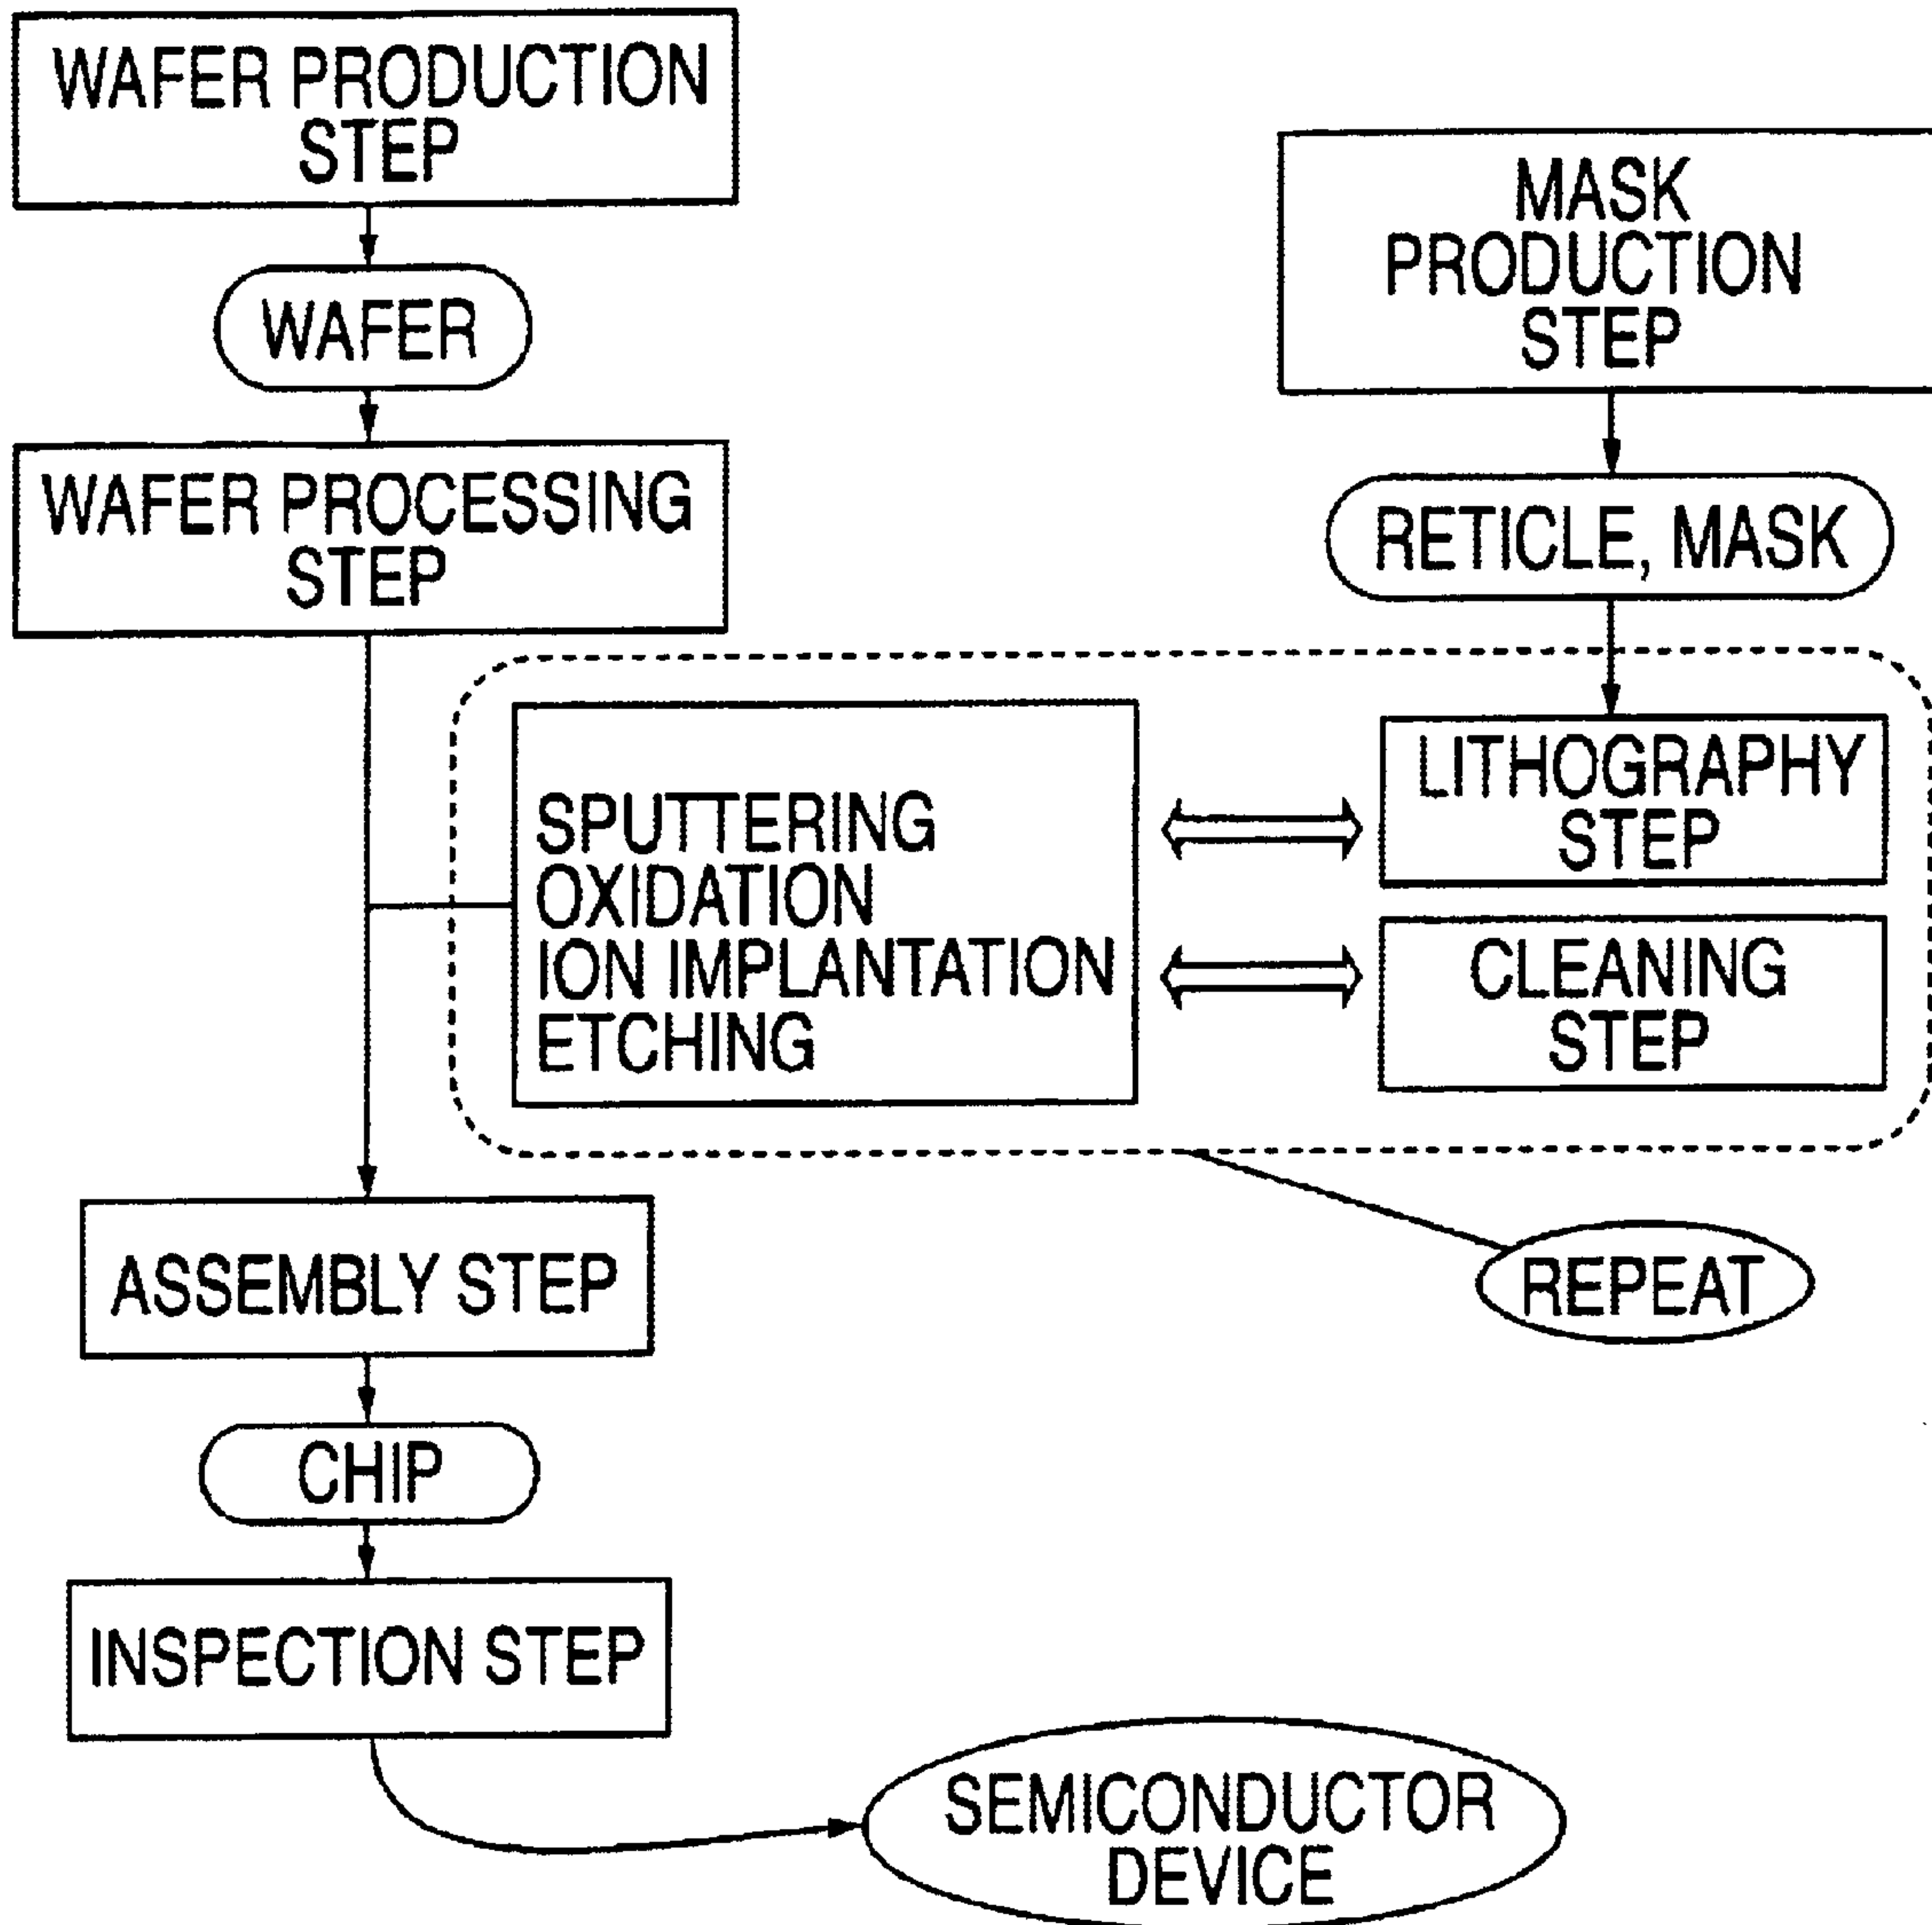 WAFER PRODUCTION
STEP
WAFER
WAFER PROCESSING
STEP
MASK
PRODUCTION
STEP
RETICLE, MASK
SPUTTERING
OXIDATION
ION IMPLANTATION
ETCHING
LITHOGRAPHY
STEP
CLEANING
STEP
REPEAT
ASSEMBLY STEP
CHIP
INSPECTION STEP
SEMICONDUCTOR
DEVICE